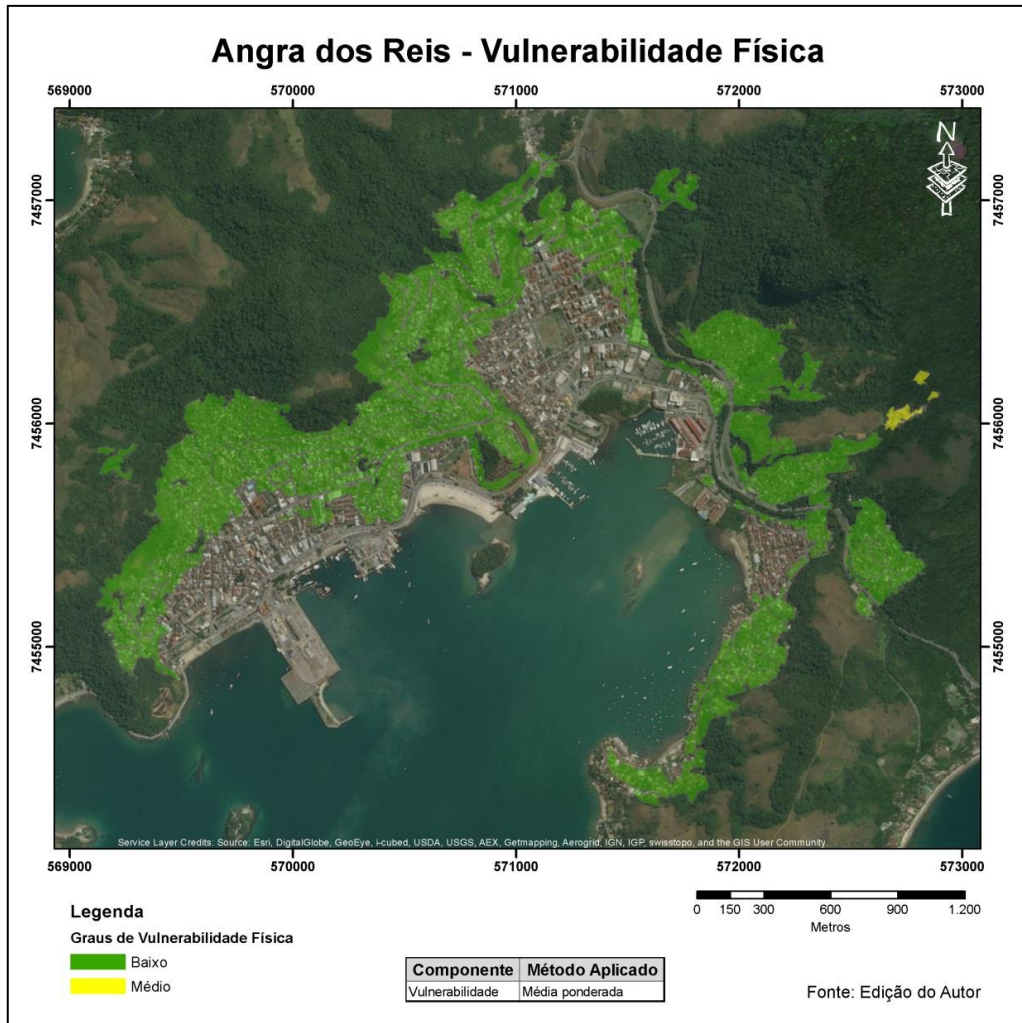 Angra dos Reis - Vulnerabilidade Física
569000 570000 571000 572000 573000
N
7457000 7457000
7456000 7456000
7455000 7455000
Service Layer Credits: Source: Esri, DigitalGlobe, GeoEye, i-cubed, USDA, USGS, AEX, Getmapping, Aerogrid, IGN, IGP, swisstopo, and the GIS User Community
569000 570000 571000 572000 573000
Legenda
Graus de Vulnerabilidade Física
Baixo
Médio
0 150 300 600 900 1.200
Metros
Componente Método Aplicado
Vulnerabilidade Média ponderada
Fonte: Edição do Autor